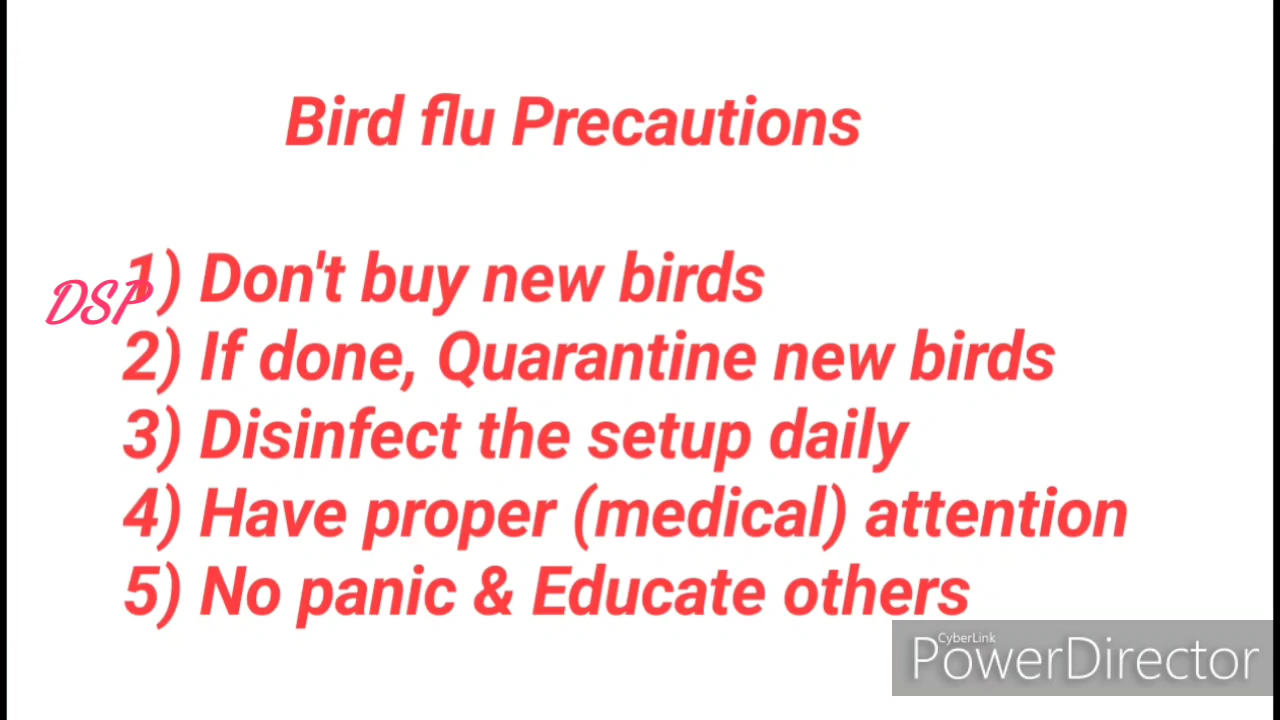 Bird flu Precautions
1) Don't buy new birds
DSP
2) If done, Quarantine new birds
3) Disinfect the setup daily
4) Have proper (medical) attention
5) No panic & Educate others
CyberLink
PowerDirector